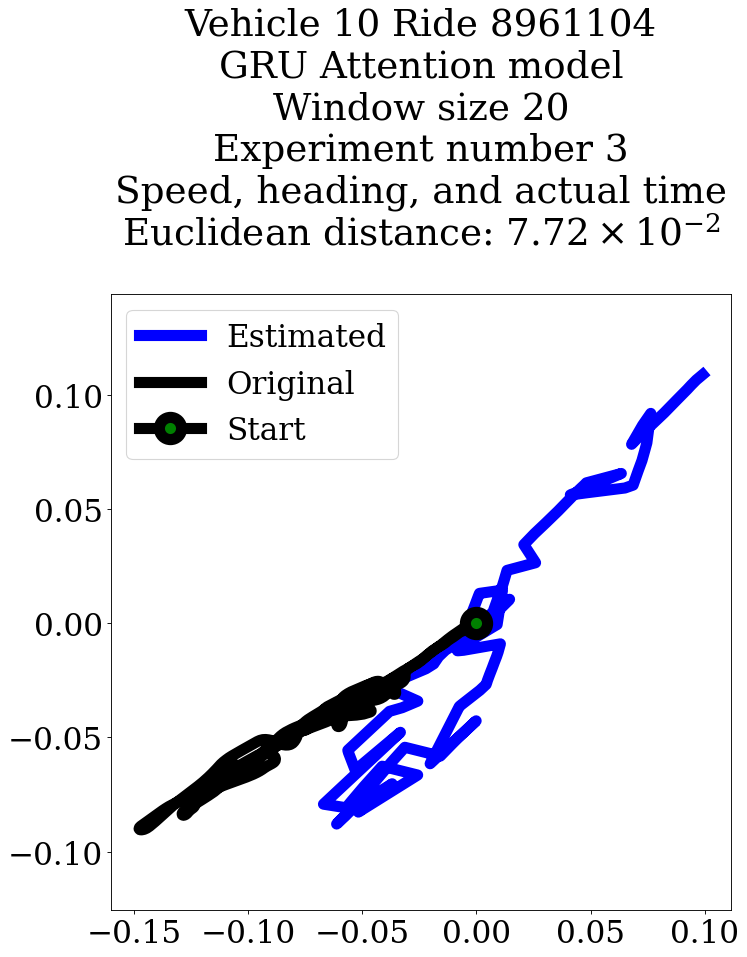 Vehicle 10 Ride 8961104
GRU Attention model
Window size 20
Experiment number 3
Speed, heading, and actual time
Euclidean distance: 7.72 × 10⁻²
Estimated
Original
Start
0.10
0.05
0.00
−0.05
−0.10
−0.15 −0.10 −0.05 0.00 0.05 0.10